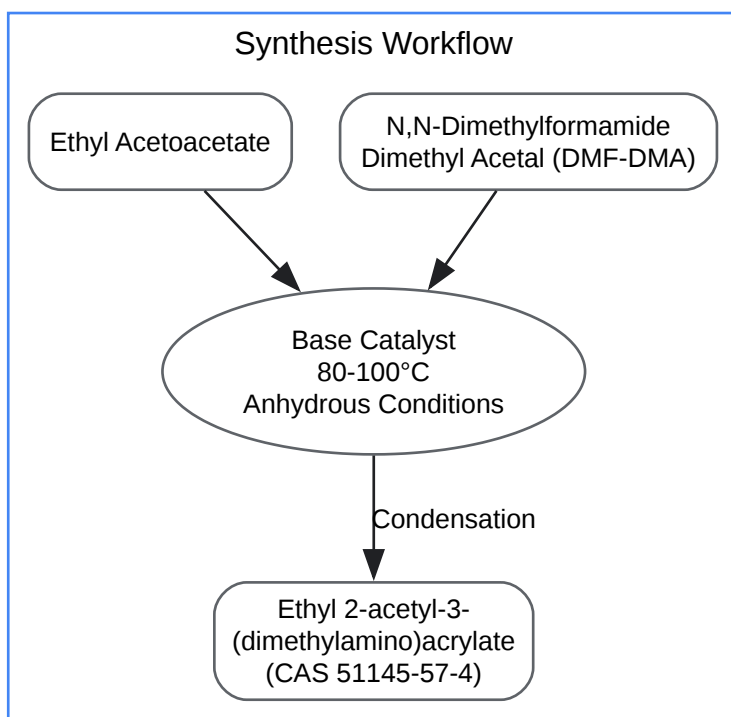 Synthesis Workflow
Ethyl Acetoacetate
N,N-Dimethylformamide
Dimethyl Acetal (DMF-DMA)
Base Catalyst
80-100°C
Anhydrous Conditions
Condensation
Ethyl 2-acetyl-3-
(dimethylamino)acrylate
(CAS 51145-57-4)